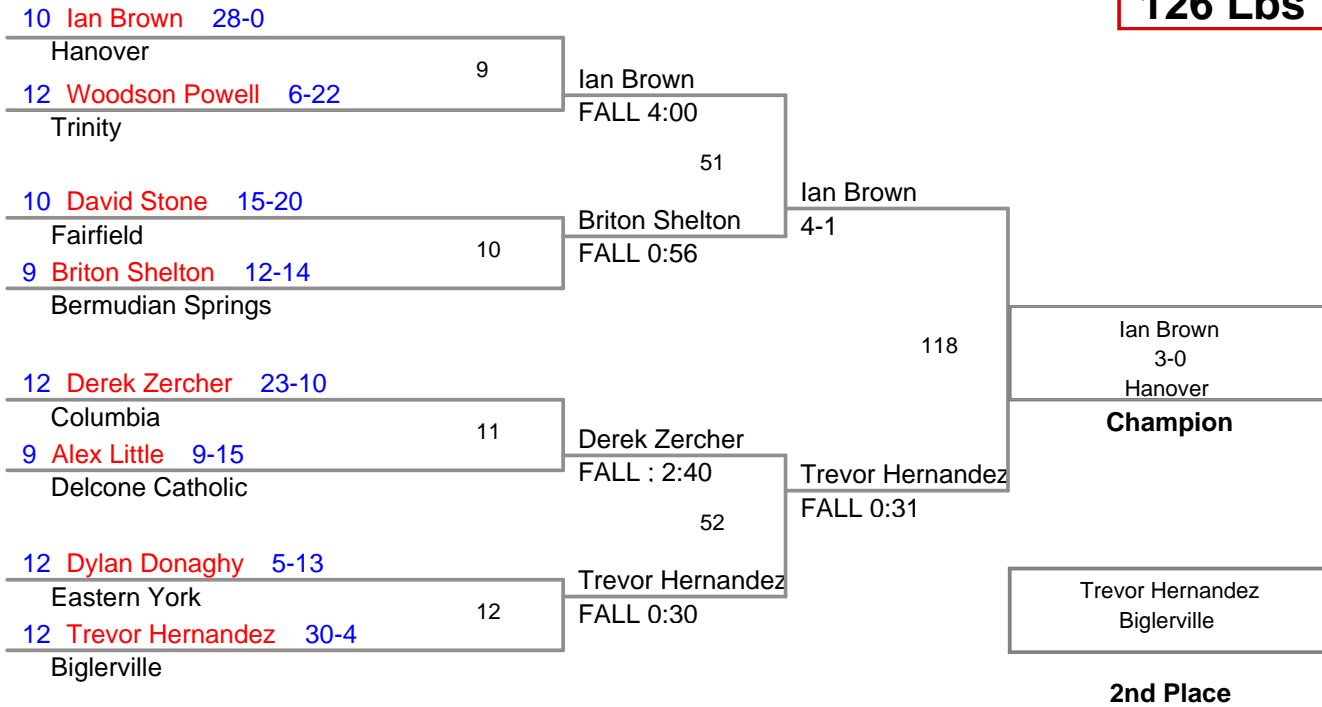 126 Lbs
10 Ian Brown 28-0
Hanover
9
12 Woodson Powell 6-22
Trinity
Ian Brown
FALL 4:00
51
10 David Stone 15-20
Fairfield
10
9 Briton Shelton 12-14
Bermudian Springs
Briton Shelton
FALL 0:56
Ian Brown
4-1
118
12 Derek Zercher 23-10
Columbia
11
9 Alex Little 9-15
Delcone Catholic
Derek Zercher
FALL : 2:40
52
12 Dylan Donaghy 5-13
Eastern York
12
12 Trevor Hernandez 30-4
Biglerville
Trevor Hernandez
FALL 0:30
Trevor Hernandez
FALL 0:31
Ian Brown
3-0
Hanover
Champion
Trevor Hernandez
Biglerville
2nd Place